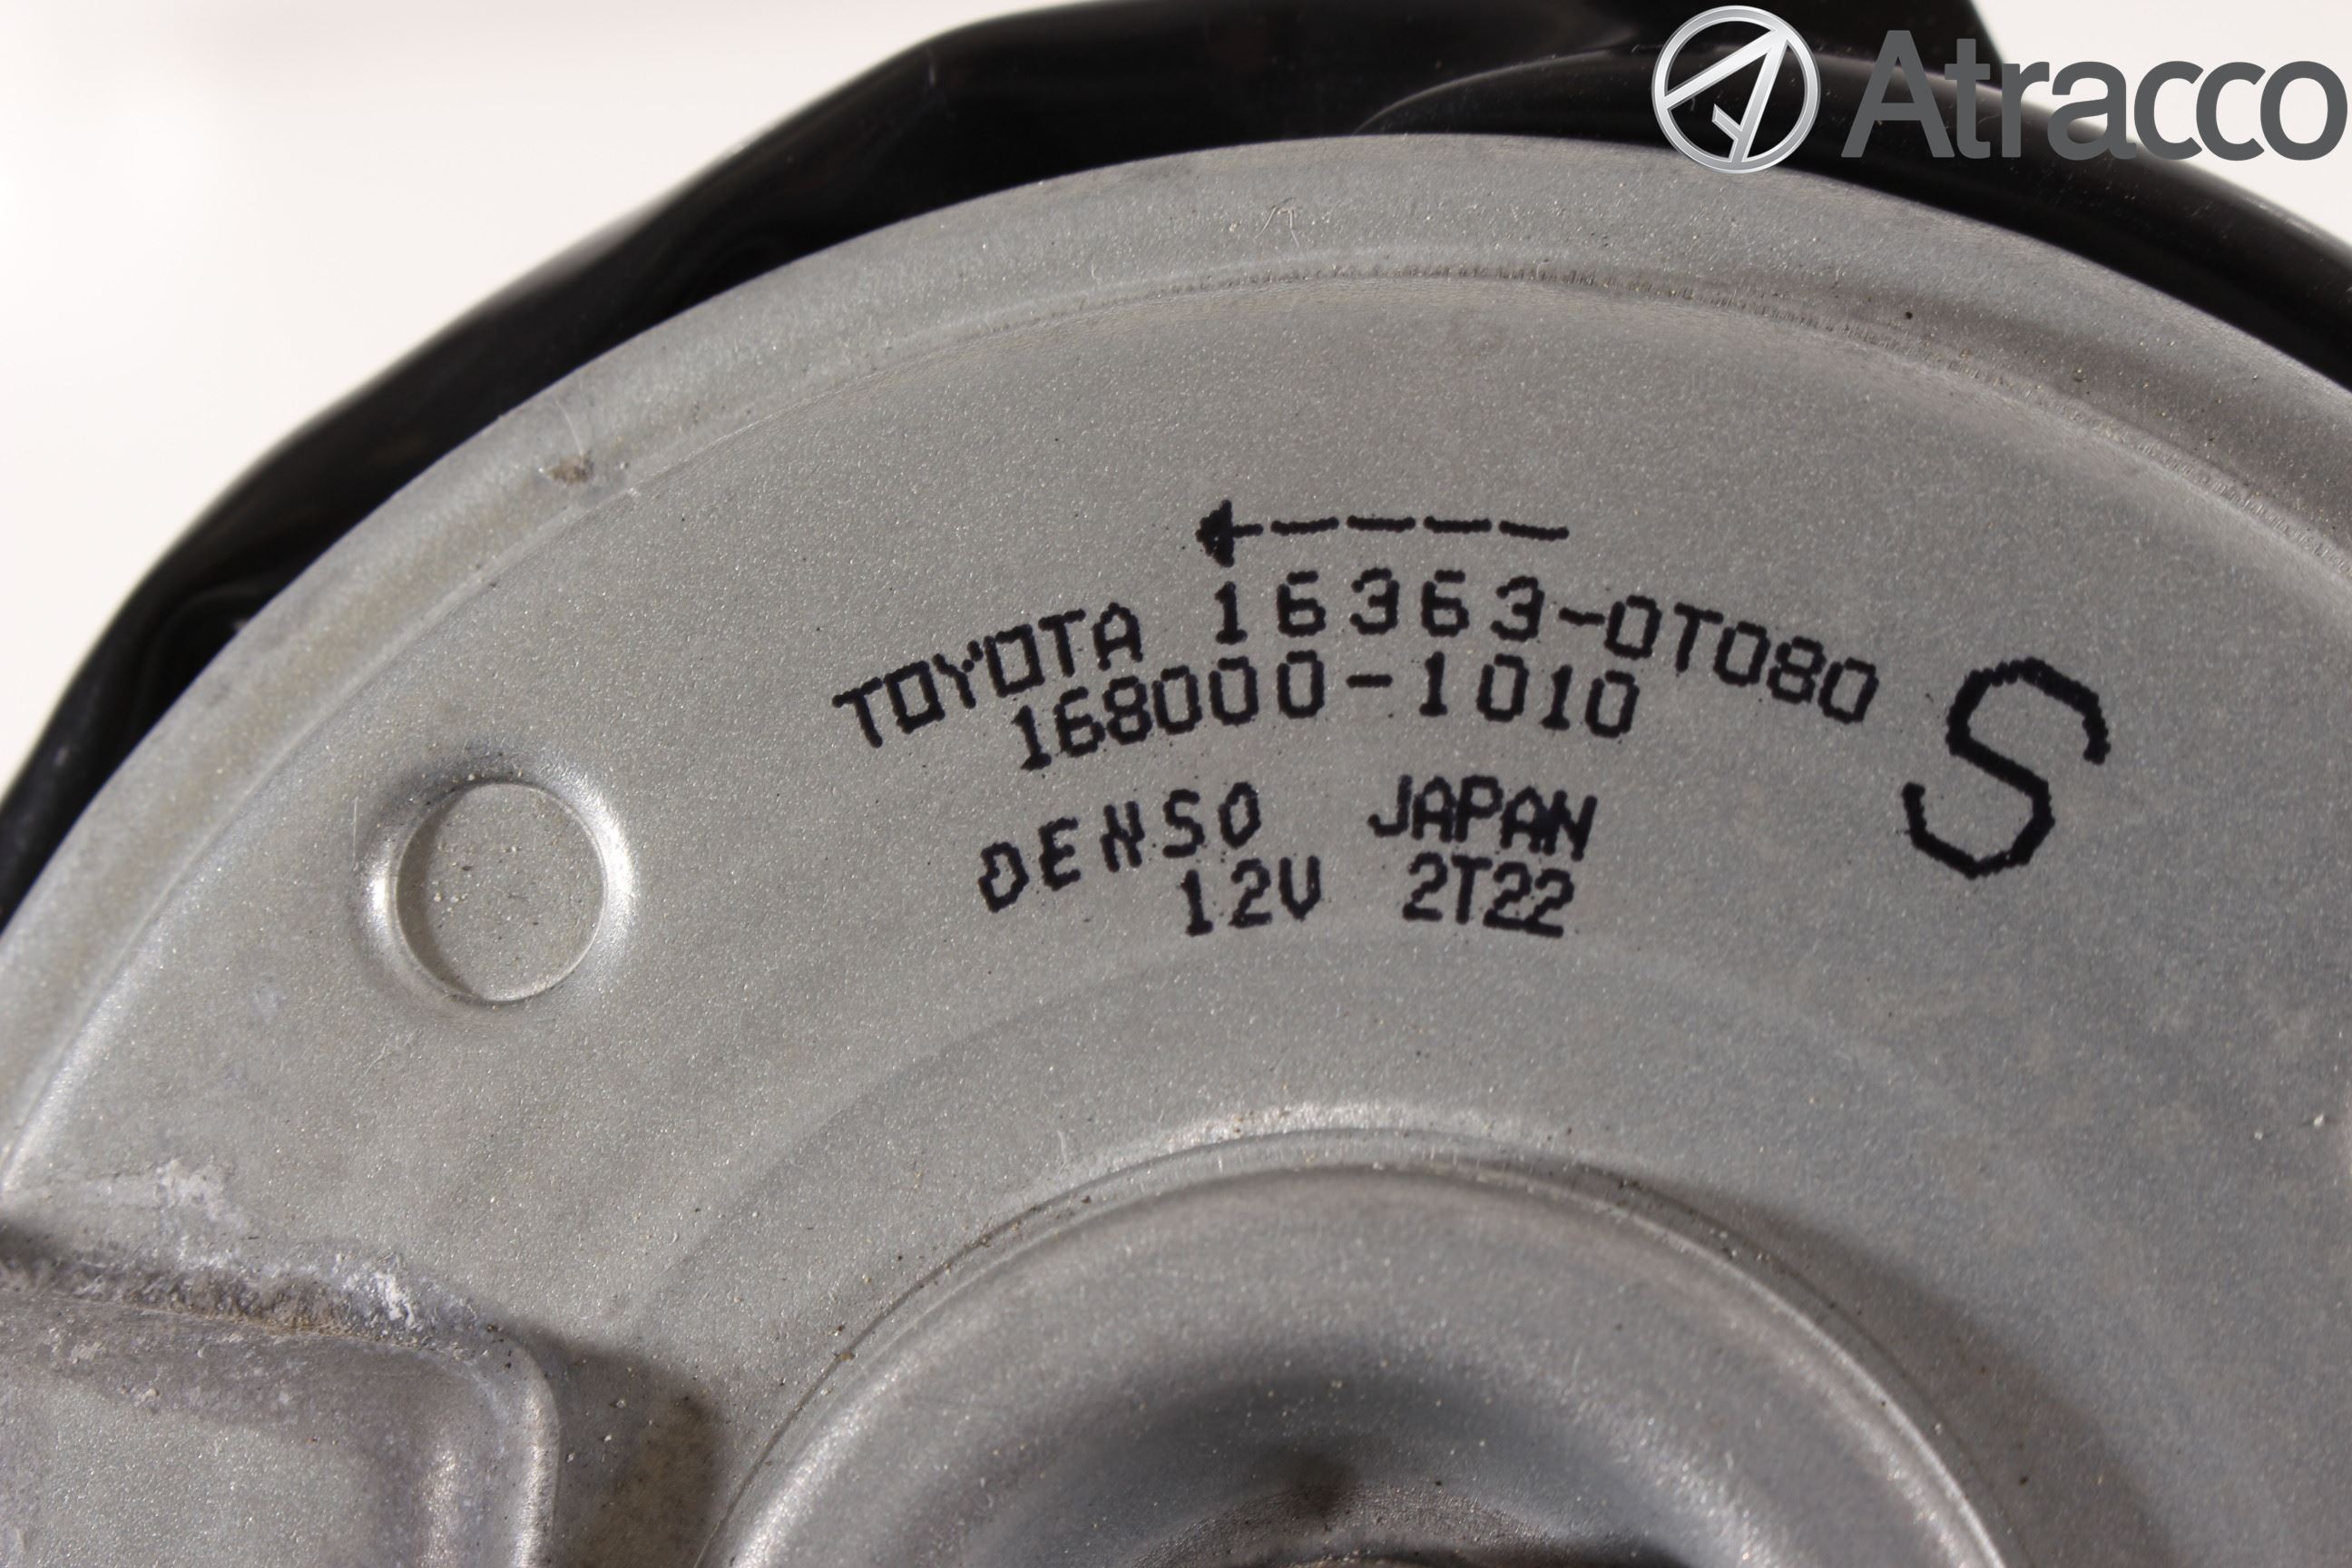 Atracco
TOYOTA 16363-0T080
168000-1010
S
DENSO JAPAN
12V 2T22